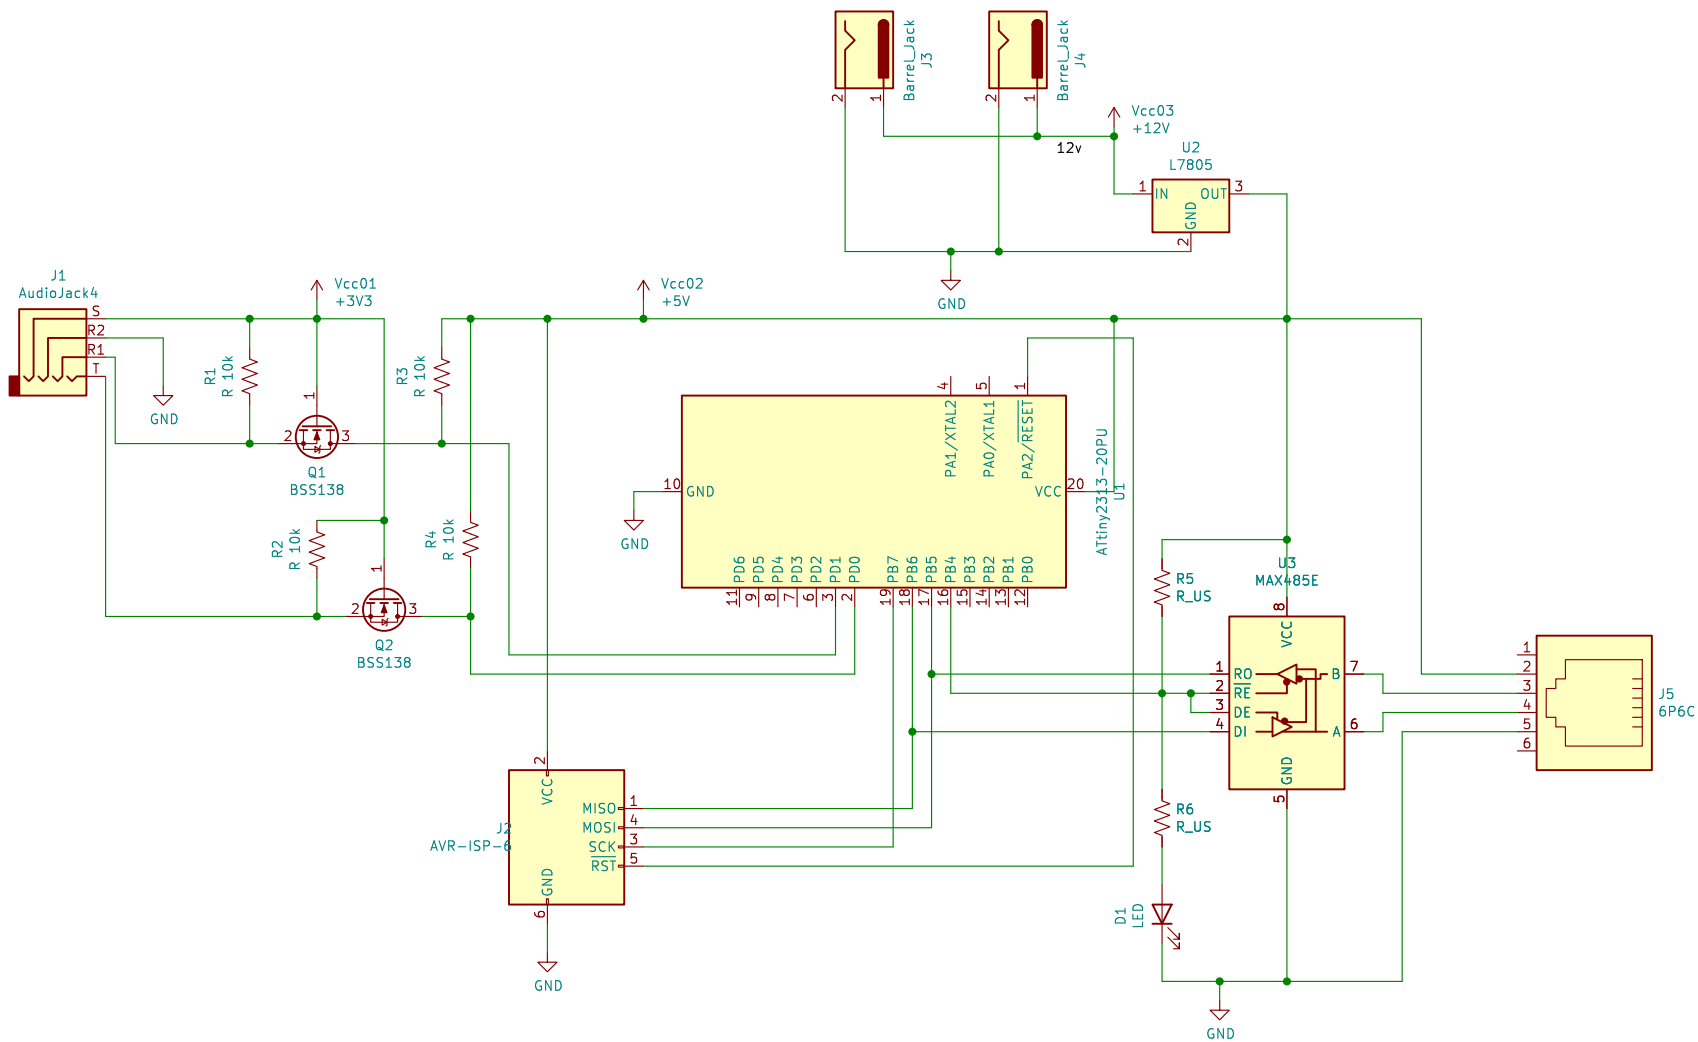 Barrel_Jack
J3
2
1
Barrel_Jack
J4
2
1
Vcc03
+12V
12v
U2
L7805
1
IN
OUT
3
GND
2
GND
J1
AudioJack4
S
R2
R1
T
GND
Vcc01
+3V3
Vcc02
+5V
R1
R 10k
R3
R 10k
1
2
3
Q1
BSS138
R2
R 10k
R4
R 10k
1
2
3
Q2
BSS138
4
5
1
PA1/XTAL2
PA0/XTAL1
PA2/RESET
10
GND
VCC
20
GND
ATtiny2313-20PU
U1
PD6
PD5
PD4
PD3
PD2
PD1
PD0
PB7
PB6
PB5
PB4
PB3
PB2
PB1
PB0
11
9
8
7
6
3
2
19
18
17
16
15
14
13
12
R5
R_US
U3
MAX485E
8
VCC
1
RO
2
RE
3
DE
4
DI
B
7
A
6
GND
5
1
2
3
4
5
6
J5
6P6C
2
VCC
J2
AVR-ISP-6
MISO
1
MOSI
4
SCK
3
RST
5
GND
6
GND
R6
R_US
D1
LED
GND